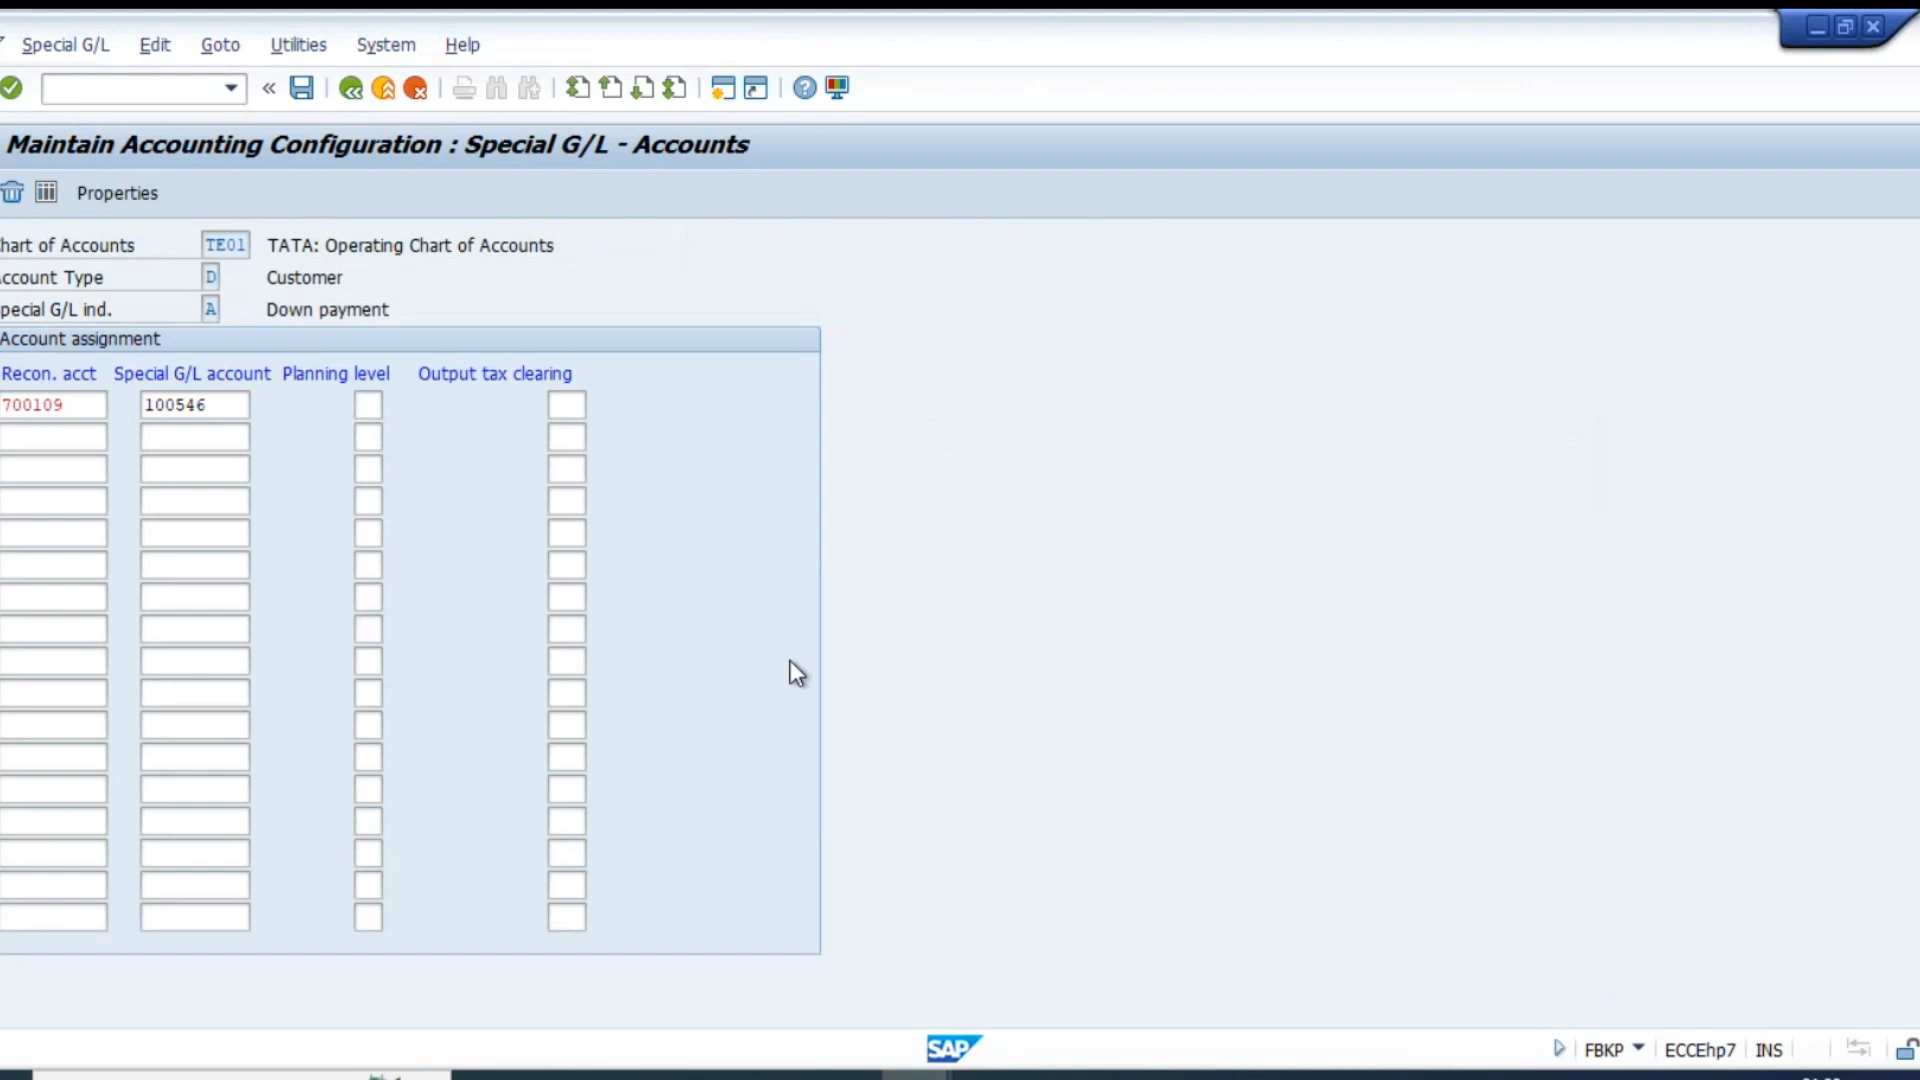 Special G/L Edit Goto Utilities System Help
Maintain Accounting Configuration : Special G/L - Accounts
Properties
hart of Accounts TE01 TATA: Operating Chart of Accounts
ccount Type D Customer
pecial G/L ind. A Down payment
Account assignment
Recon. acct Special G/L account Planning level Output tax clearing
700109 100546
SAP FBKP ECCEhp7 INS